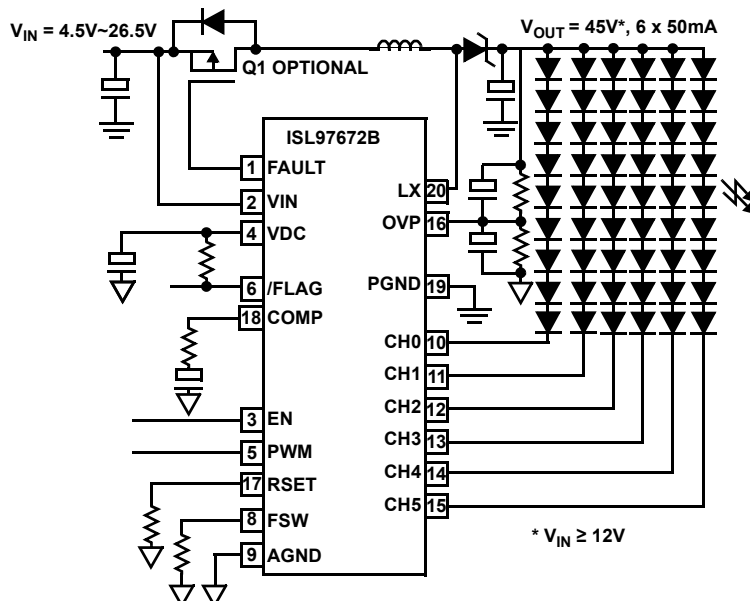 V_IN = 4.5V~26.5V
V_OUT = 45V*, 6 x 50mA
Q1 OPTIONAL
ISL97672B
1 FAULT
LX 20
2 VIN
OVP 16
4 VDC
6 /FLAG
PGND 19
18 COMP
CH0 10
CH1 11
3 EN
CH2 12
5 PWM
CH3 13
17 RSET
CH4 14
8 FSW
CH5 15
9 AGND
* V_IN ≥ 12V